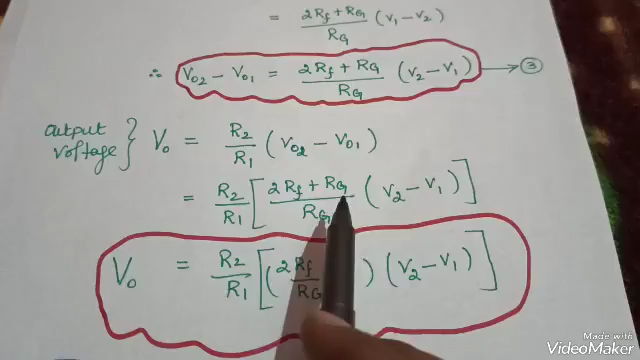 = 2Rf + RG / RG (V1 − V2)
∴ Vo2 − Vo1 = 2Rf + RG / RG (V2 − V1) → ③
output voltage } Vo = R2 / R1 (Vo2 − Vo1)
= R2 / R1 [ 2Rf + RG / RG (V2 − V1) ]
Vo = R2 / R1 [ ( 2Rf / RG ) (V2 − V1) ]
Made with
VideoMaker